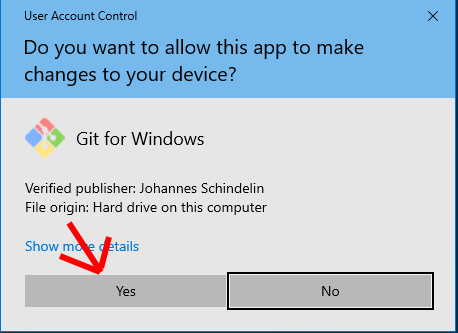 User Account Control
Do you want to allow this app to make
changes to your device?
Git for Windows
Verified publisher: Johannes Schindelin
File origin: Hard drive on this computer
Show more details
Yes
No